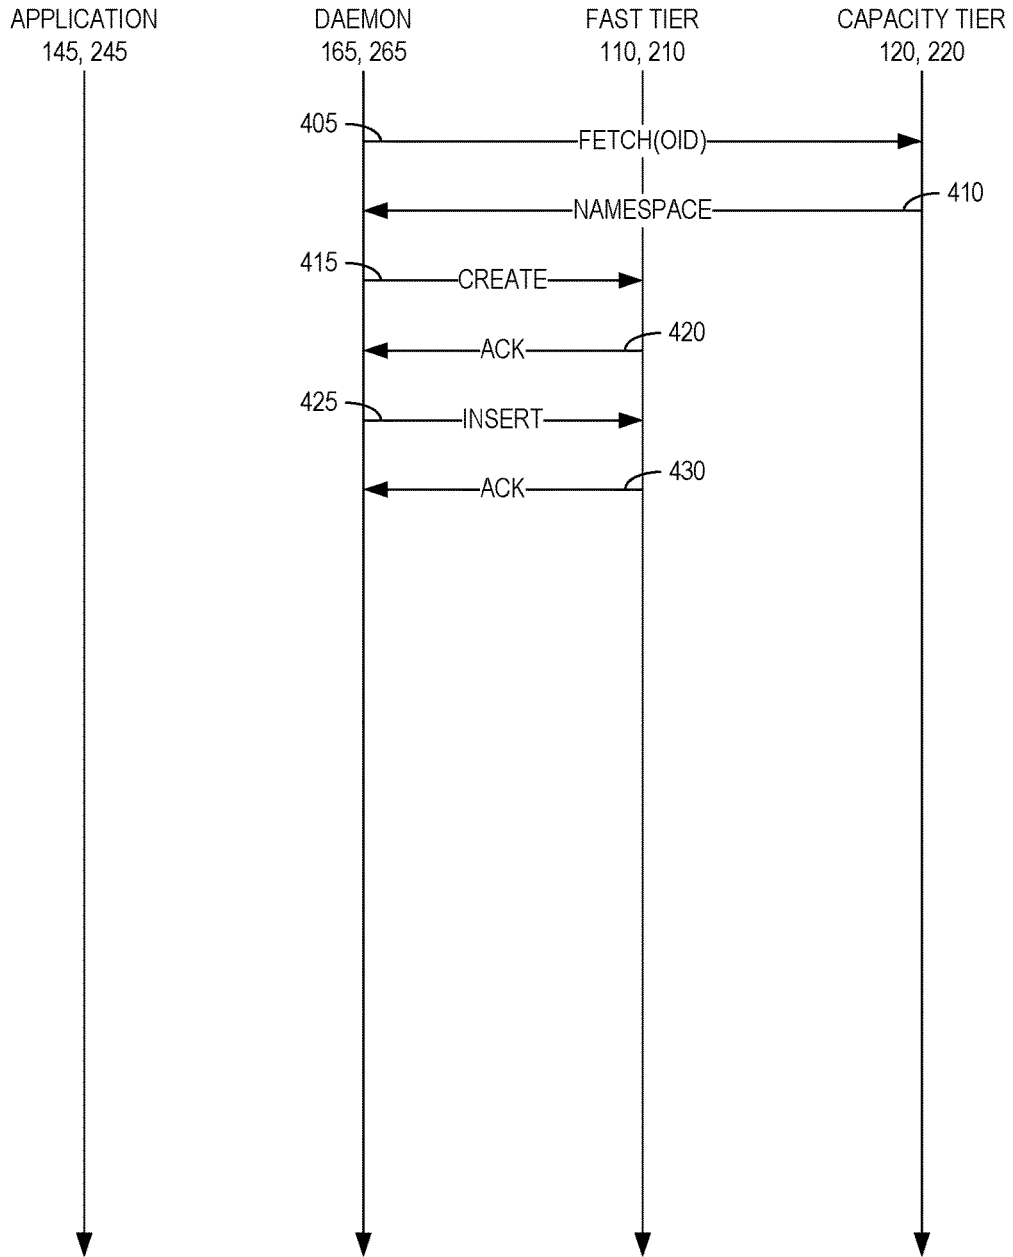 APPLICATION
145, 245
DAEMON
165, 265
FAST TIER
110, 210
CAPACITY TIER
120, 220
405
FETCH(OID)
410
NAMESPACE
415
CREATE
420
ACK
425
INSERT
430
ACK